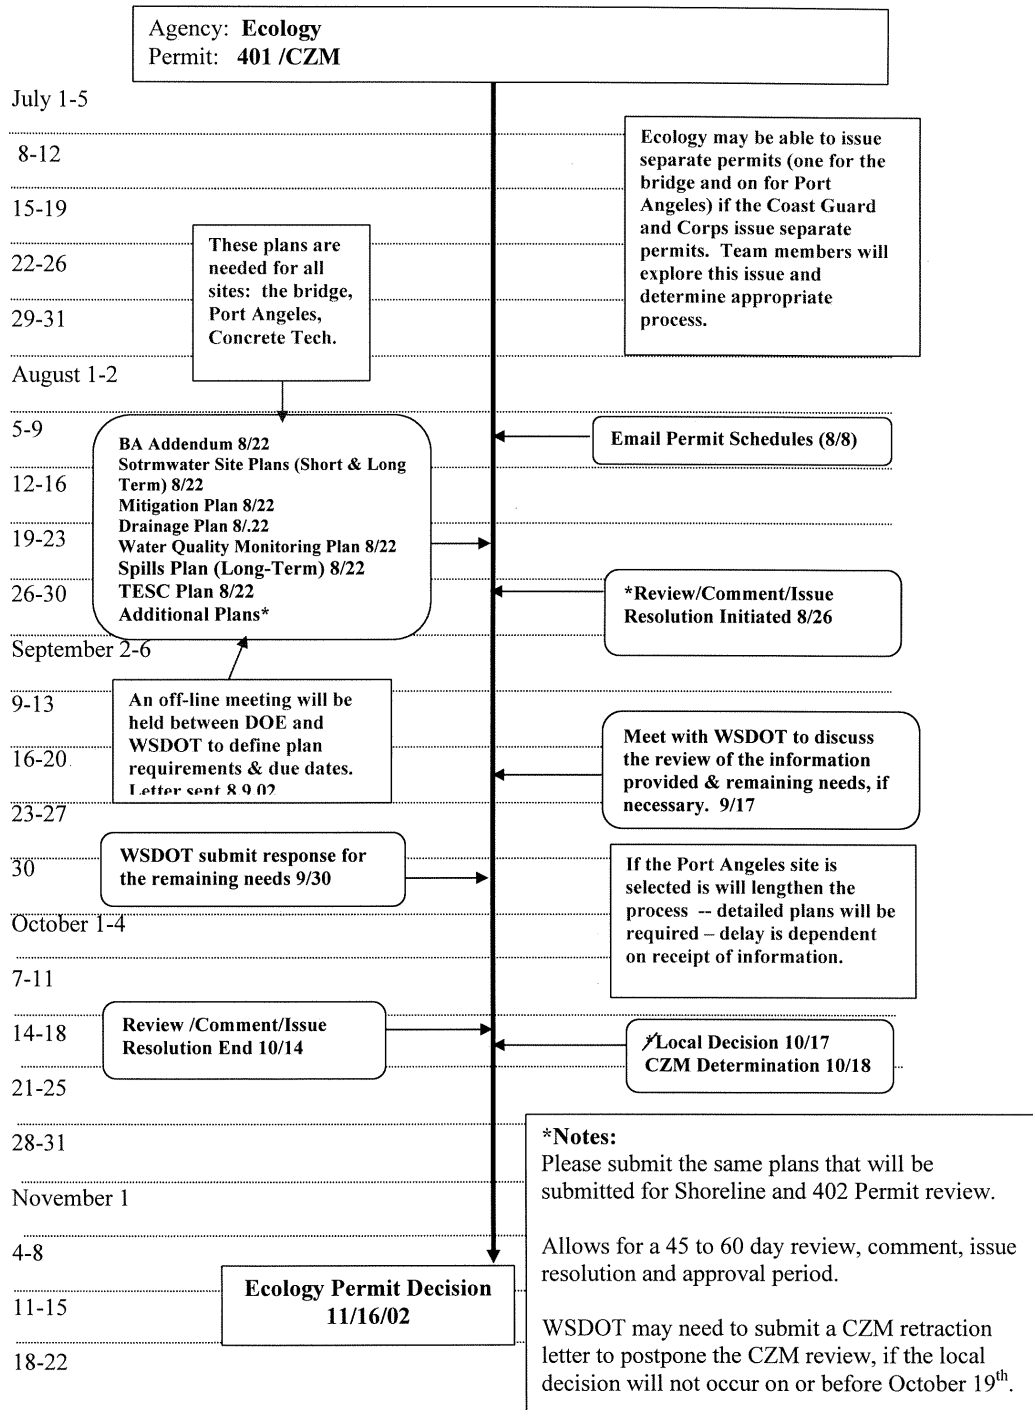 Agency: Ecology
Permit: 401 /CZM
July 1-5
8-12
15-19
22-26
29-31
August 1-2
5-9
12-16
19-23
26-30
September 2-6
9-13
16-20
23-27
30
October 1-4
7-11
14-18
21-25
28-31
November 1
4-8
11-15
18-22
Ecology may be able to issue
separate permits (one for the
bridge and on for Port
Angeles) if the Coast Guard
and Corps issue separate
permits. Team members will
explore this issue and
determine appropriate
process.
These plans are
needed for all
sites: the bridge,
Port Angeles,
Concrete Tech.
Email Permit Schedules (8/8)
BA Addendum 8/22
Sotrmwater Site Plans (Short & Long
Term) 8/22
Mitigation Plan 8/22
Drainage Plan 8/.22
Water Quality Monitoring Plan 8/22
Spills Plan (Long-Term) 8/22
TESC Plan 8/22
Additional Plans*
*Review/Comment/Issue
Resolution Initiated 8/26
An off-line meeting will be
held between DOE and
WSDOT to define plan
requirements & due dates.
Letter sent 8.9.02
Meet with WSDOT to discuss
the review of the information
provided & remaining needs, if
necessary. 9/17
WSDOT submit response for
the remaining needs 9/30
If the Port Angeles site is
selected is will lengthen the
process -- detailed plans will be
required – delay is dependent
on receipt of information.
Review /Comment/Issue
Resolution End 10/14
*Local Decision 10/17
CZM Determination 10/18
*Notes:
Please submit the same plans that will be
submitted for Shoreline and 402 Permit review.
Allows for a 45 to 60 day review, comment, issue
resolution and approval period.
WSDOT may need to submit a CZM retraction
letter to postpone the CZM review, if the local
decision will not occur on or before October 19th.
Ecology Permit Decision
11/16/02